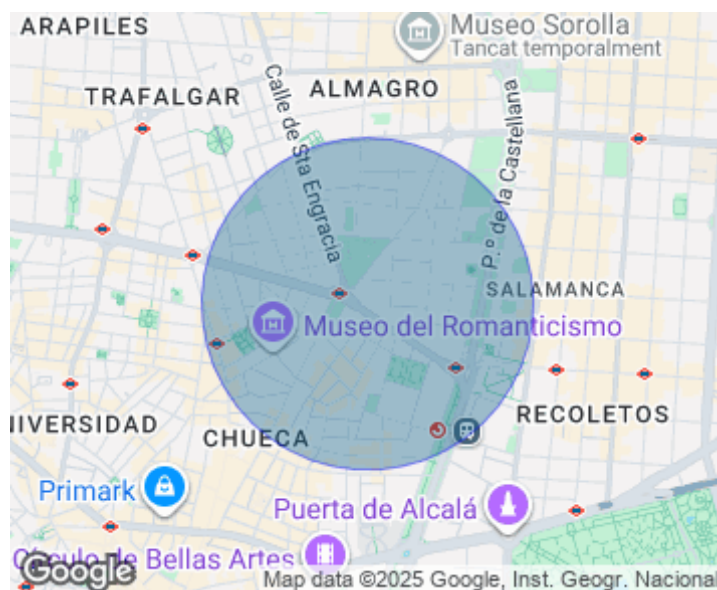 ARAPILES
Museo Sorolla
Tancat temporalment
TRAFALGAR
ALMAGRO
Calle de Sta Engracia
P.º de la Castellana
SALAMANCA
Museo del Romanticismo
NIVERSIDAD
CHUECA
RECOLETOS
Primark
Puerta de Alcalá
Círculo de Bellas Artes
Google
Map data ©2025 Google, Inst. Geogr. Nacional